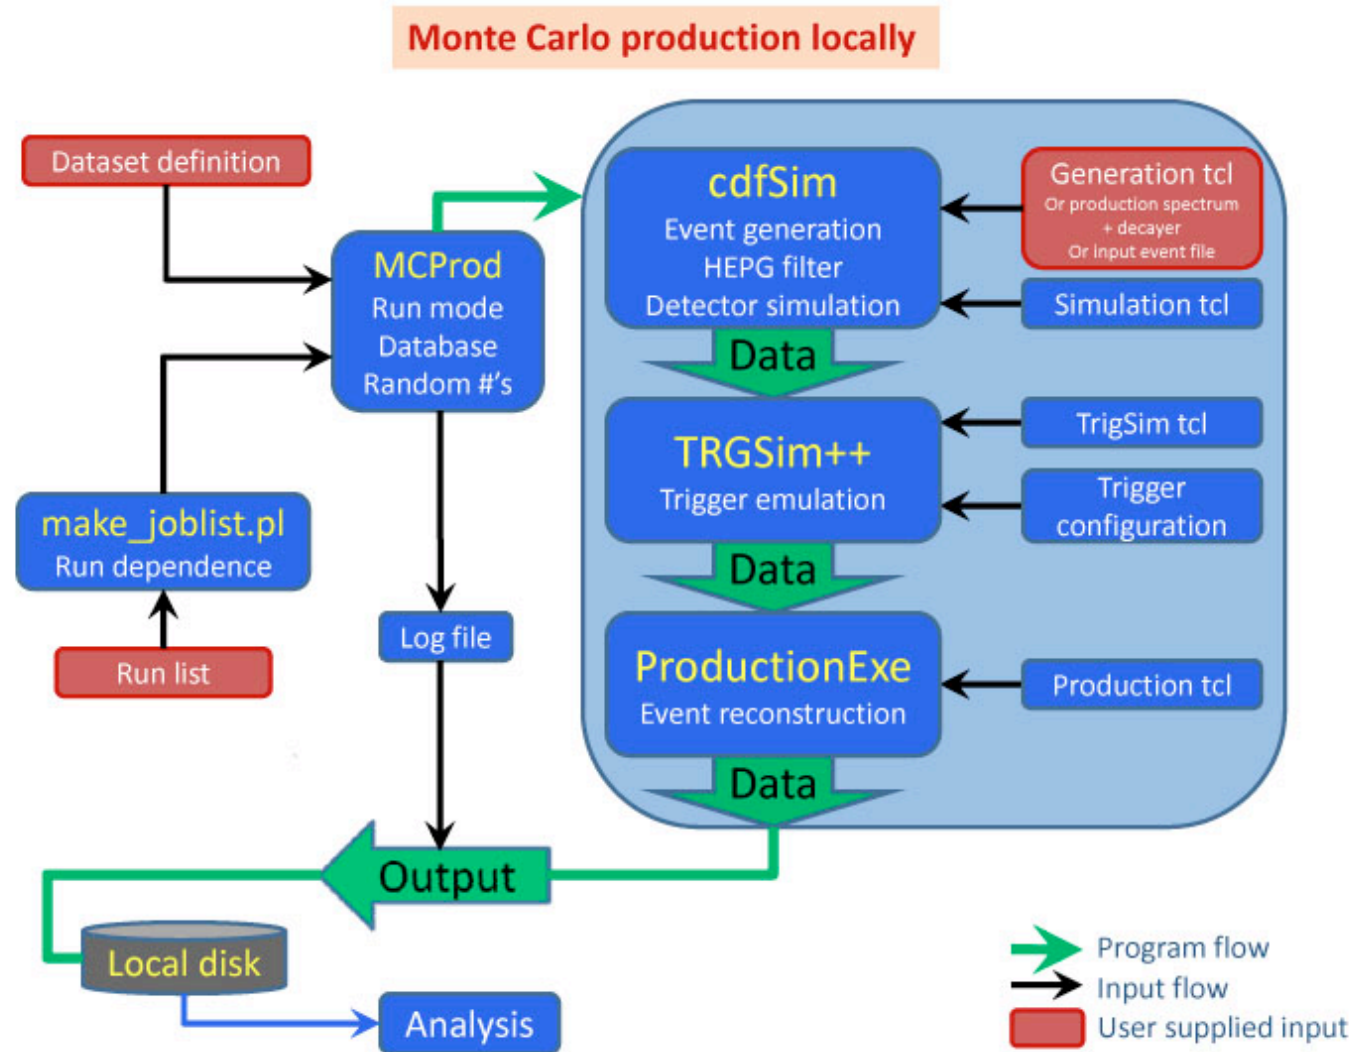 Monte Carlo production locally
Dataset definition
MCProd
Run mode
Database
Random #'s
make_joblist.pl
Run dependence
Run list
Log file
cdfSim
Event generation
HEPG filter
Detector simulation
Generation tcl
Or production spectrum
+ decayer
Or input event file
Simulation tcl
Data
TRGSim++
Trigger emulation
TrigSim tcl
Trigger
configuration
Data
ProductionExe
Event reconstruction
Production tcl
Data
Output
Local disk
Analysis
Program flow
Input flow
User supplied input